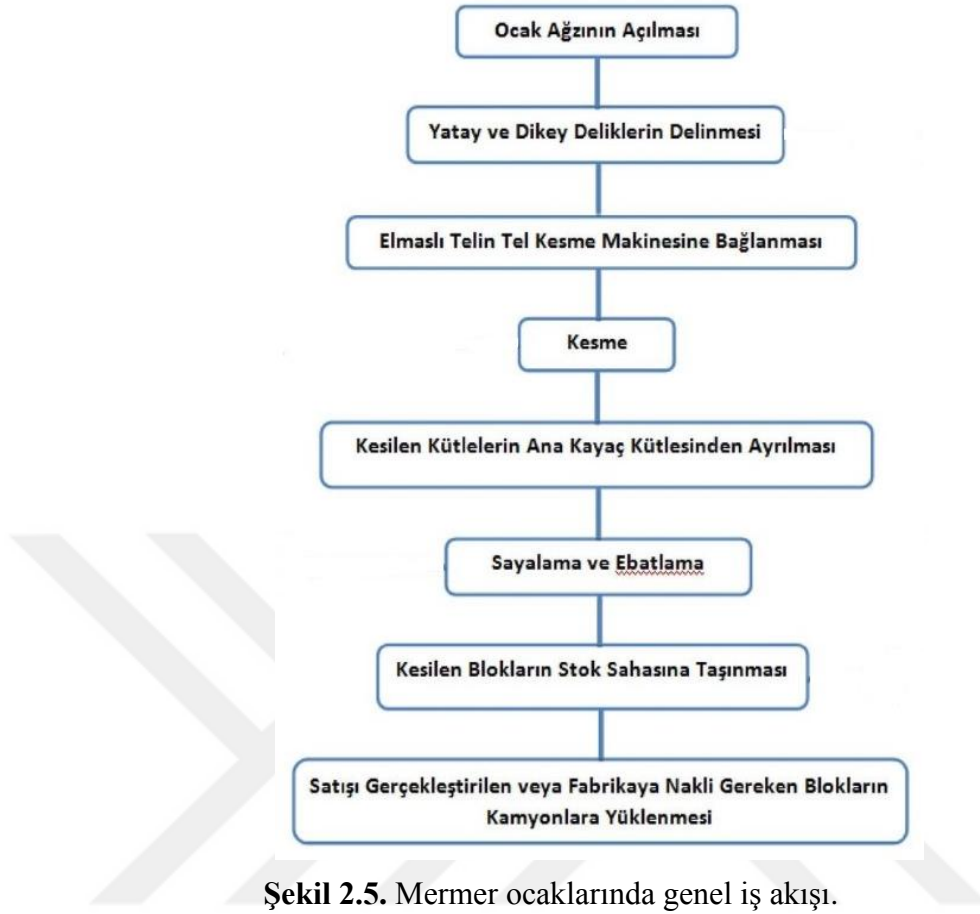 Ocak Ağzının Açılması
Yatay ve Dikey Deliklerin Delinmesi
Elmaslı Telin Tel Kesme Makinesine Bağlanması
Kesme
Kesilen Kütlelerin Ana Kayaç Kütlesinden Ayrılması
Sayalama ve Ebatlama
Kesilen Blokların Stok Sahasına Taşınması
Satışı Gerçekleştirilen veya Fabrikaya Nakli Gereken Blokların
Kamyonlara Yüklenmesi
Şekil 2.5. Mermer ocaklarında genel iş akışı.